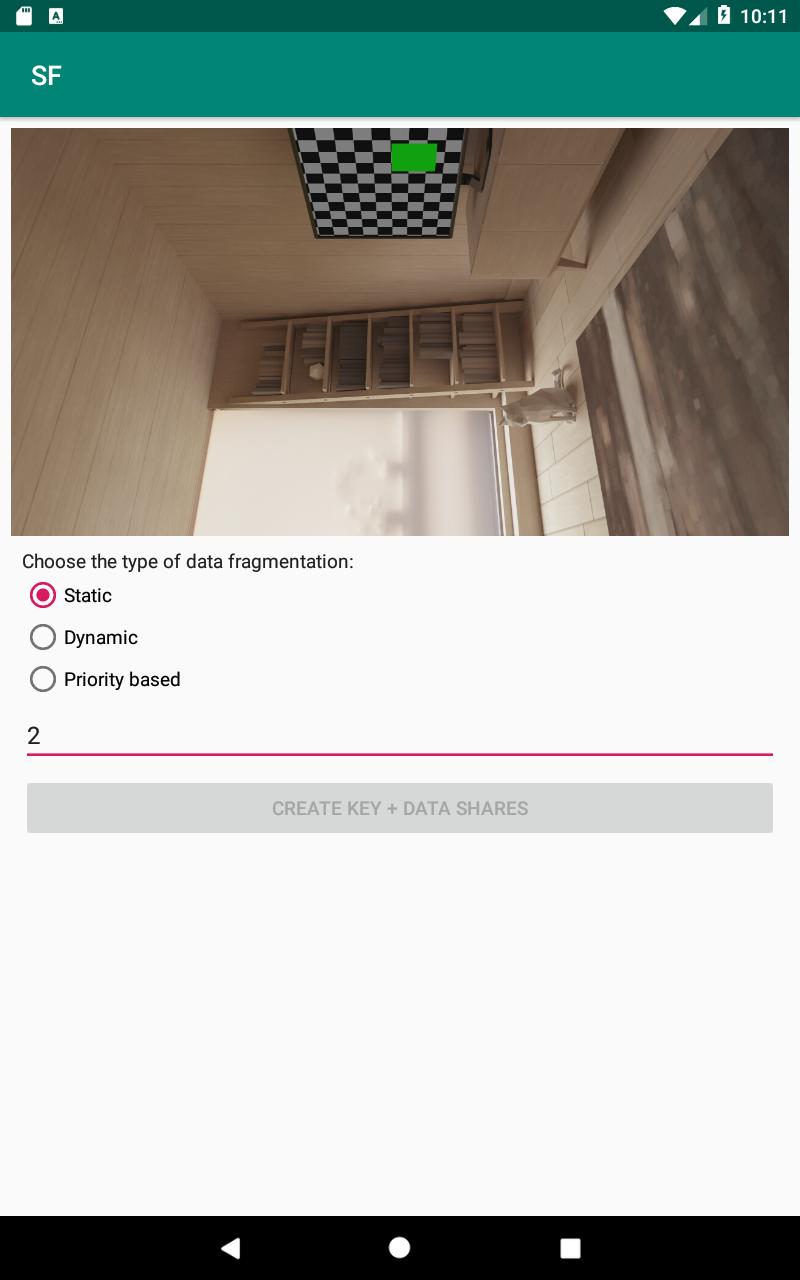 10:11
SF
Choose the type of data fragmentation:
Static
Dynamic
Priority based
2
CREATE KEY + DATA SHARES